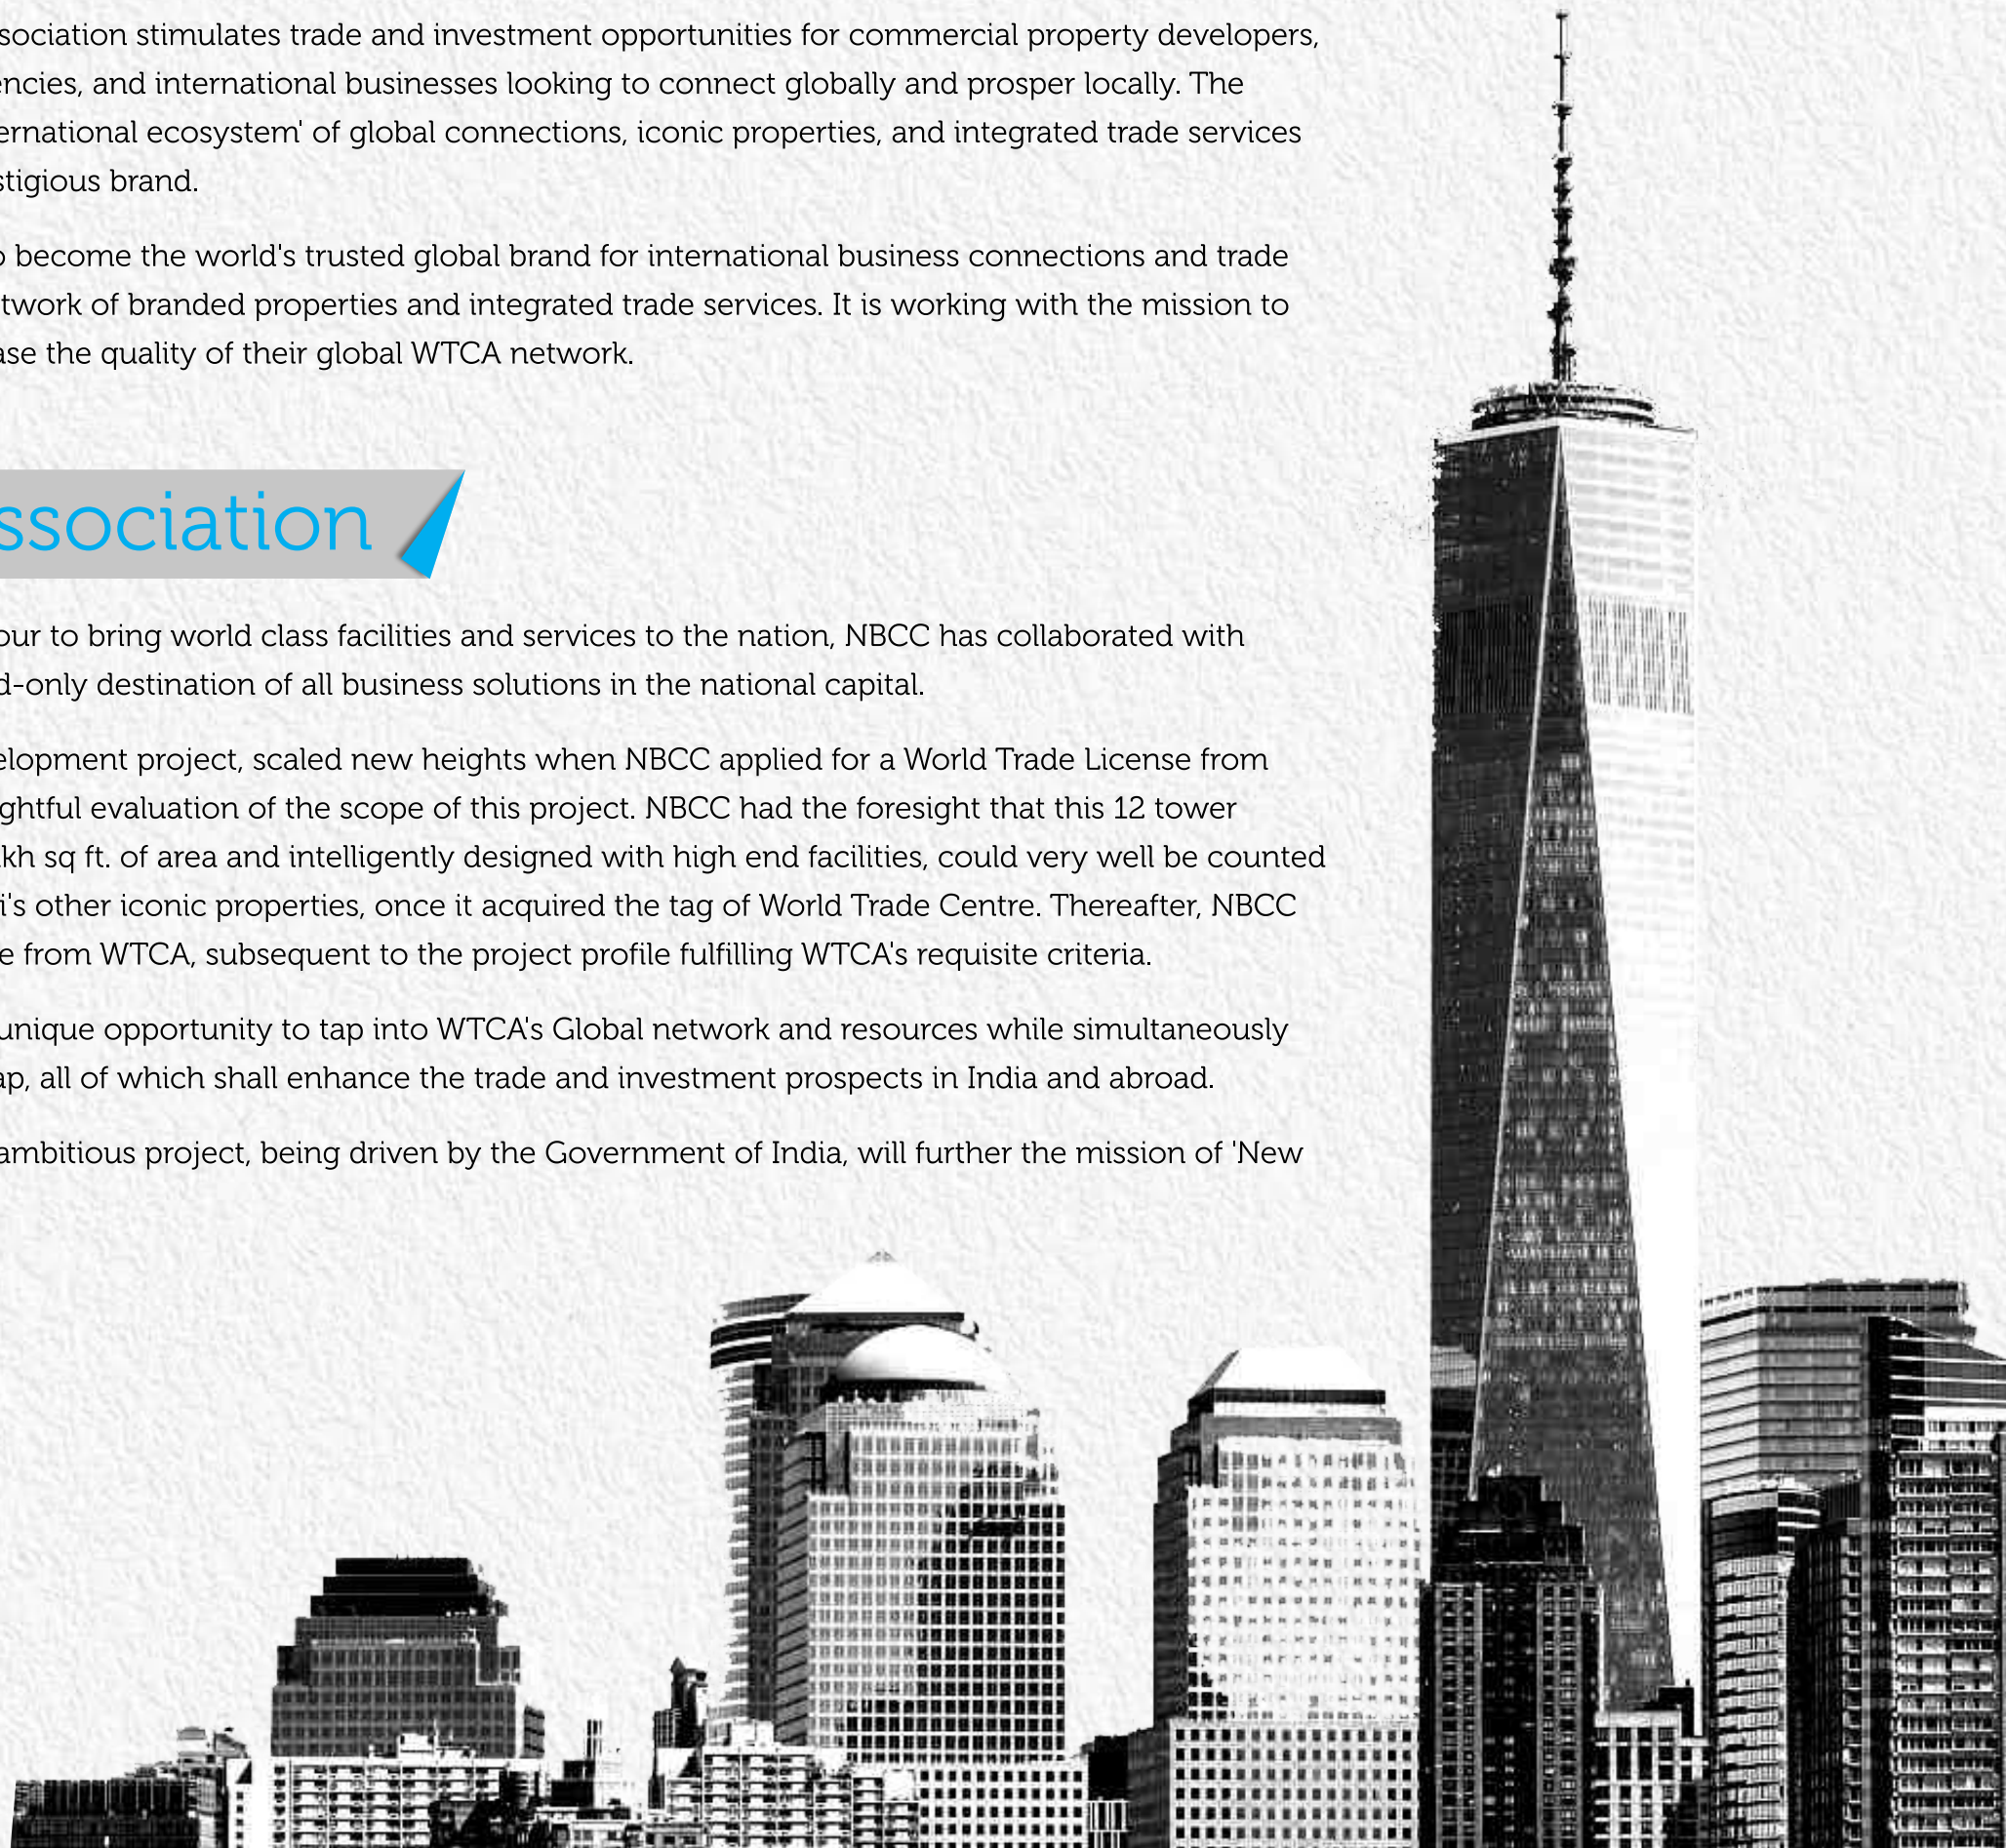 sociation stimulates trade and investment opportunities for commercial property developers,
encies, and international businesses looking to connect globally and prosper locally. The
ernational ecosystem' of global connections, iconic properties, and integrated trade services
stigious brand.
o become the world's trusted global brand for international business connections and trade
twork of branded properties and integrated trade services. It is working with the mission to
ase the quality of their global WTCA network.
ssociation
our to bring world class facilities and services to the nation, NBCC has collaborated with
d-only destination of all business solutions in the national capital.
elopment project, scaled new heights when NBCC applied for a World Trade License from
ghtful evaluation of the scope of this project. NBCC had the foresight that this 12 tower
kh sq ft. of area and intelligently designed with high end facilities, could very well be counted
i's other iconic properties, once it acquired the tag of World Trade Centre. Thereafter, NBCC
e from WTCA, subsequent to the project profile fulfilling WTCA's requisite criteria.
unique opportunity to tap into WTCA's Global network and resources while simultaneously
ap, all of which shall enhance the trade and investment prospects in India and abroad.
ambitious project, being driven by the Government of India, will further the mission of 'New